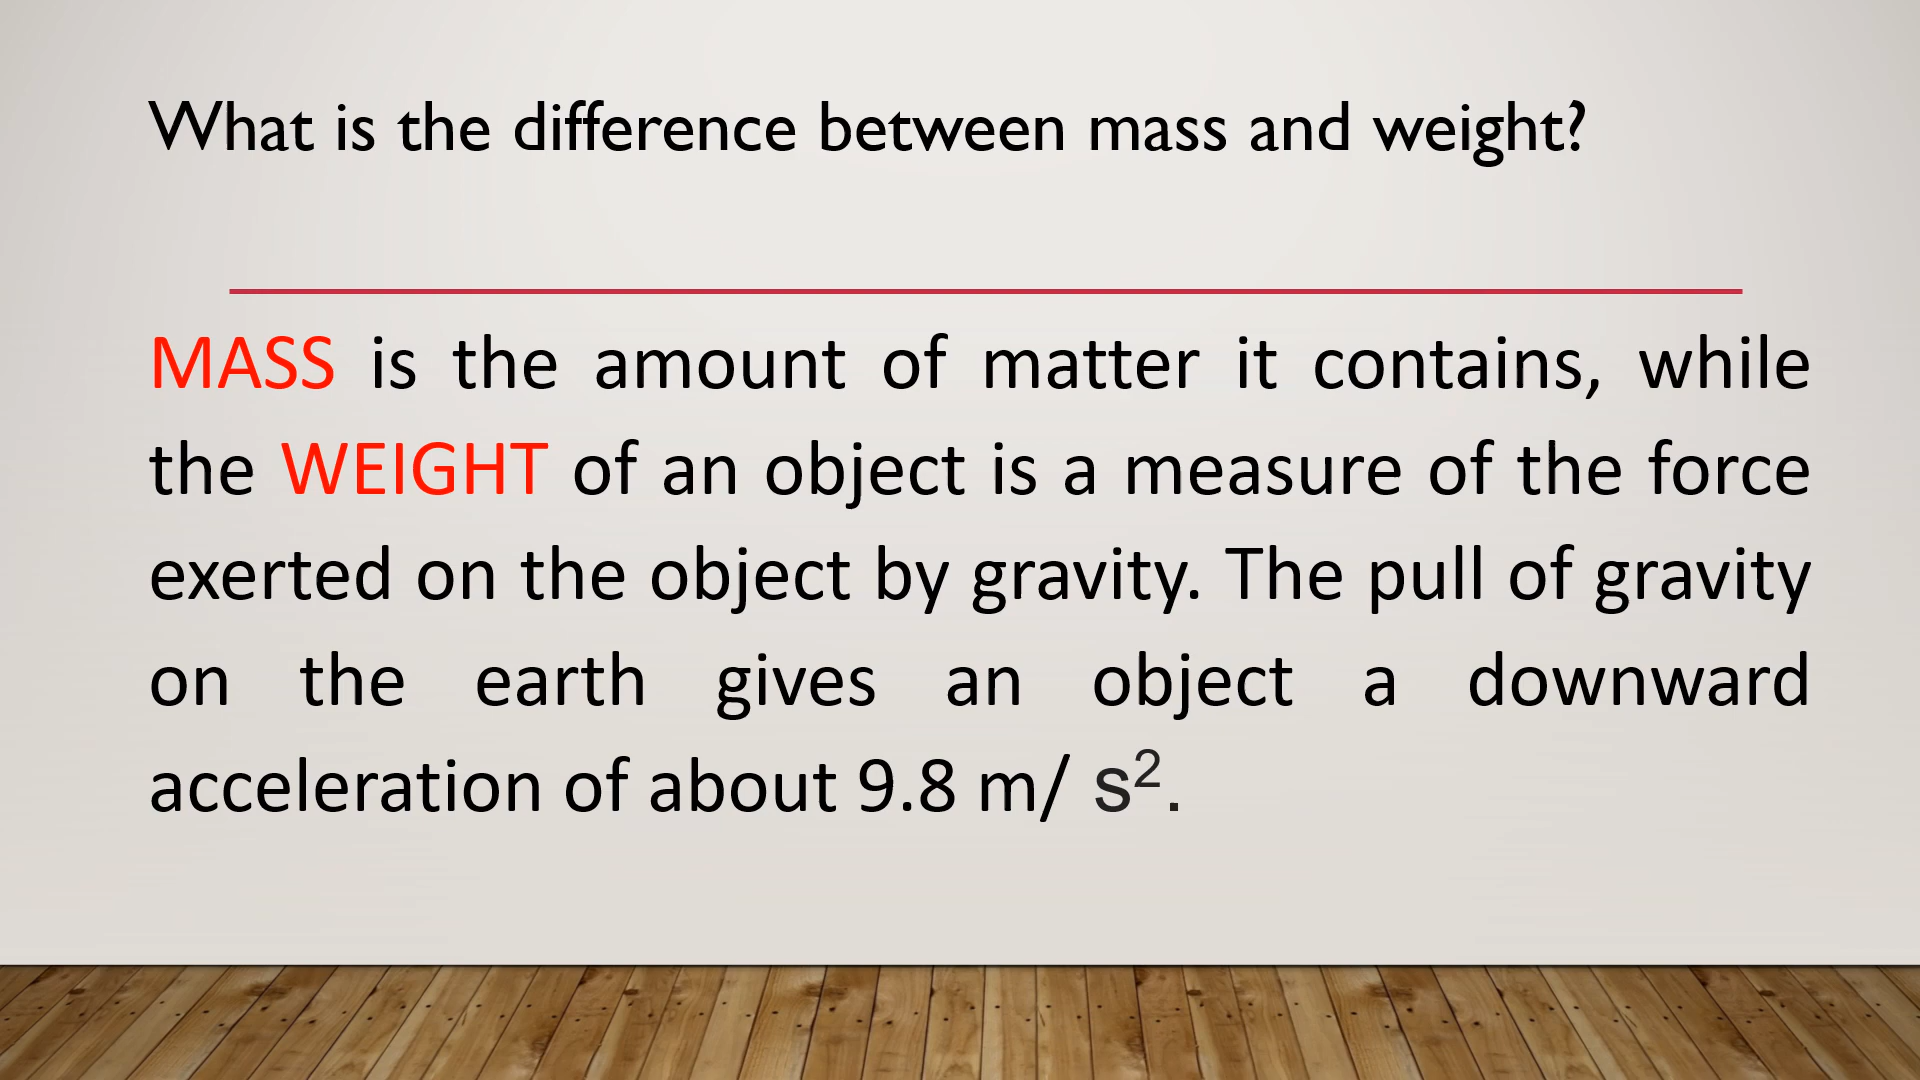 What is the difference between mass and weight?
MASS is the amount of matter it contains, while
the WEIGHT of an object is a measure of the force
exerted on the object by gravity. The pull of gravity
on the earth gives an object a downward
acceleration of about 9.8 m/ s².